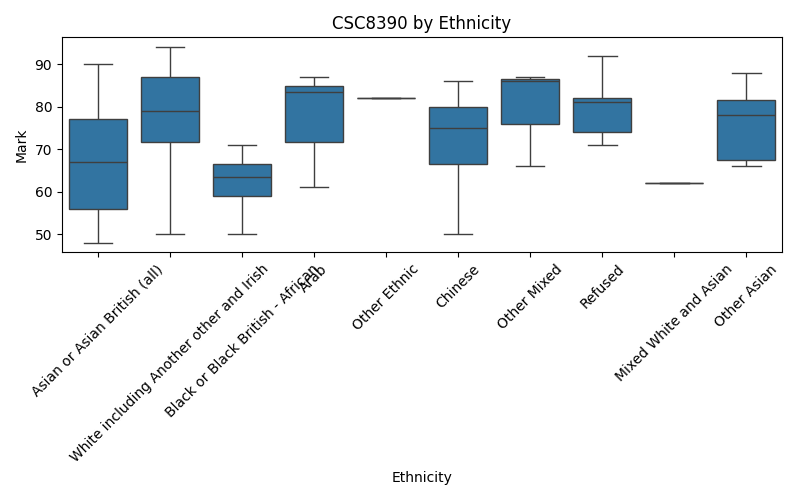 CSC8390 by Ethnicity
Mark
90
80
70
60
50
Asian or Asian British (all)
White including Another other and Irish
Black or Black British - African
Arab
Other Ethnic
Chinese
Other Mixed
Refused
Mixed White and Asian
Other Asian
Ethnicity